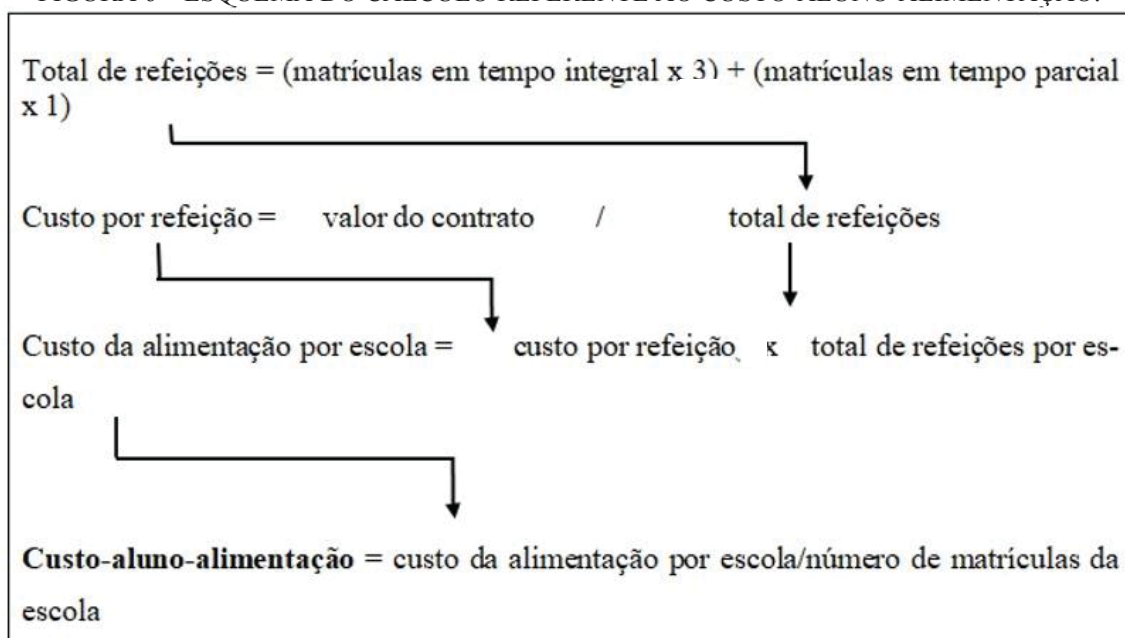 Total de refeições = (matrículas em tempo integral x 3) + (matrículas em tempo parcial
x 1)
Custo por refeição = valor do contrato / total de refeições
Custo da alimentação por escola = custo por refeição x total de refeições por es-
cola
Custo-aluno-alimentação = custo da alimentação por escola/número de matrículas da
escola